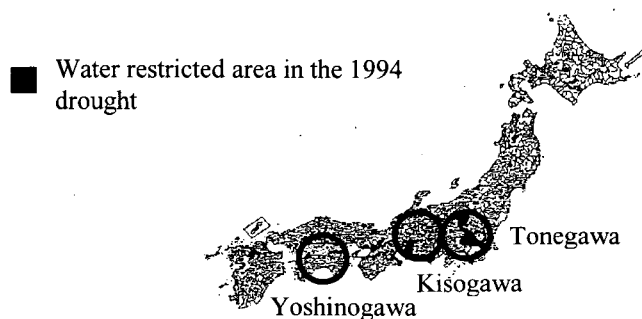 Water restricted area in the 1994
drought
Tonegawa
Kisogawa
Yoshinogawa